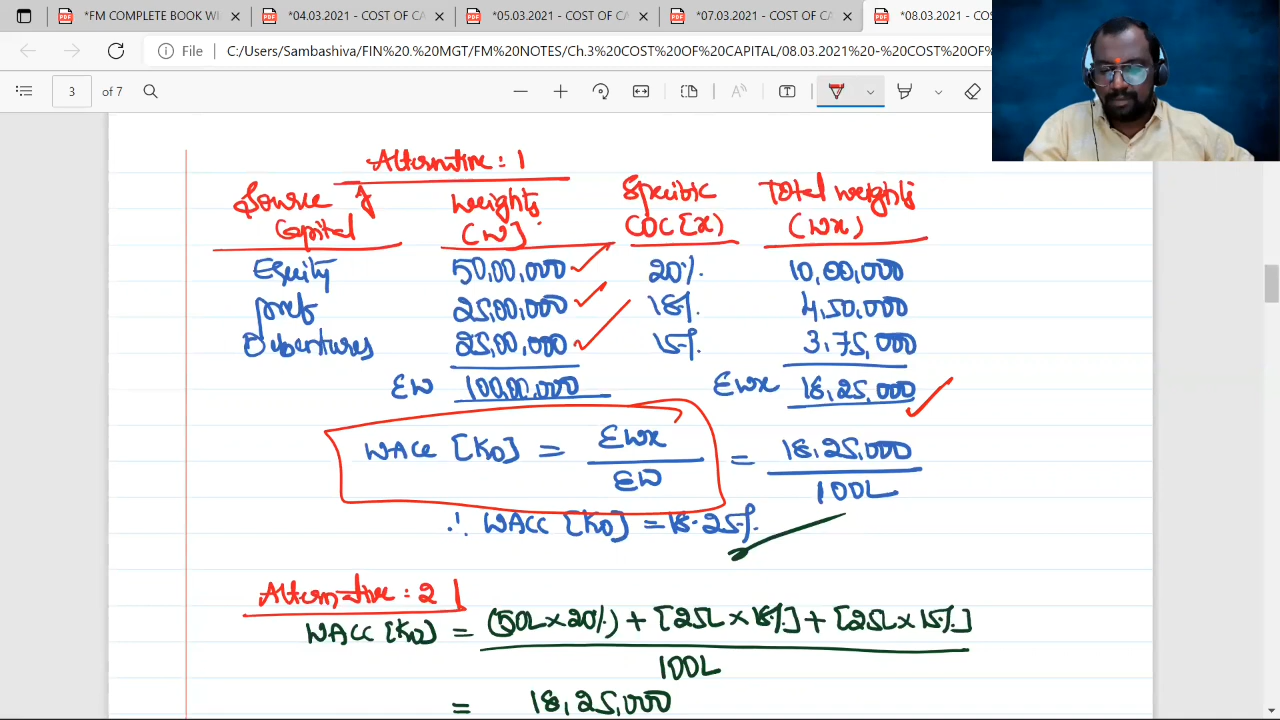 *FM COMPLETE BOOK WI
*04.03.2021 - COST OF CA
*05.03.2021 - COST OF CA
*07.03.2021 - COST OF CA
*08.03.2021 - COST OF CA
File
C:/Users/Sambashiva/FIN%20.%20MGT/FM%20NOTES/Ch.3%20COST%20OF%20CAPITAL/08.03.2021%20-%20COST%20OF%
3 of 7
Alternative : 1
Source of Capital
Weights (W)
Specific COC [x]
Total weights (Wx)
Equity 50,00,000 20% 10,00,000
Pref 25,00,000 18% 4,50,000
Debentures 25,00,000 15% 3,75,000
ΣW 100,00,000 ΣWx 18,25,000
WACC [Ko] = ΣWx / ΣW = 18,25,000 / 100L
∴ WACC [Ko] = 18.25%
Alternative : 2
WACC [Ko] = (50L×20%) + [25L×18%] + [25L×15%] / 100L
= 18,25,000